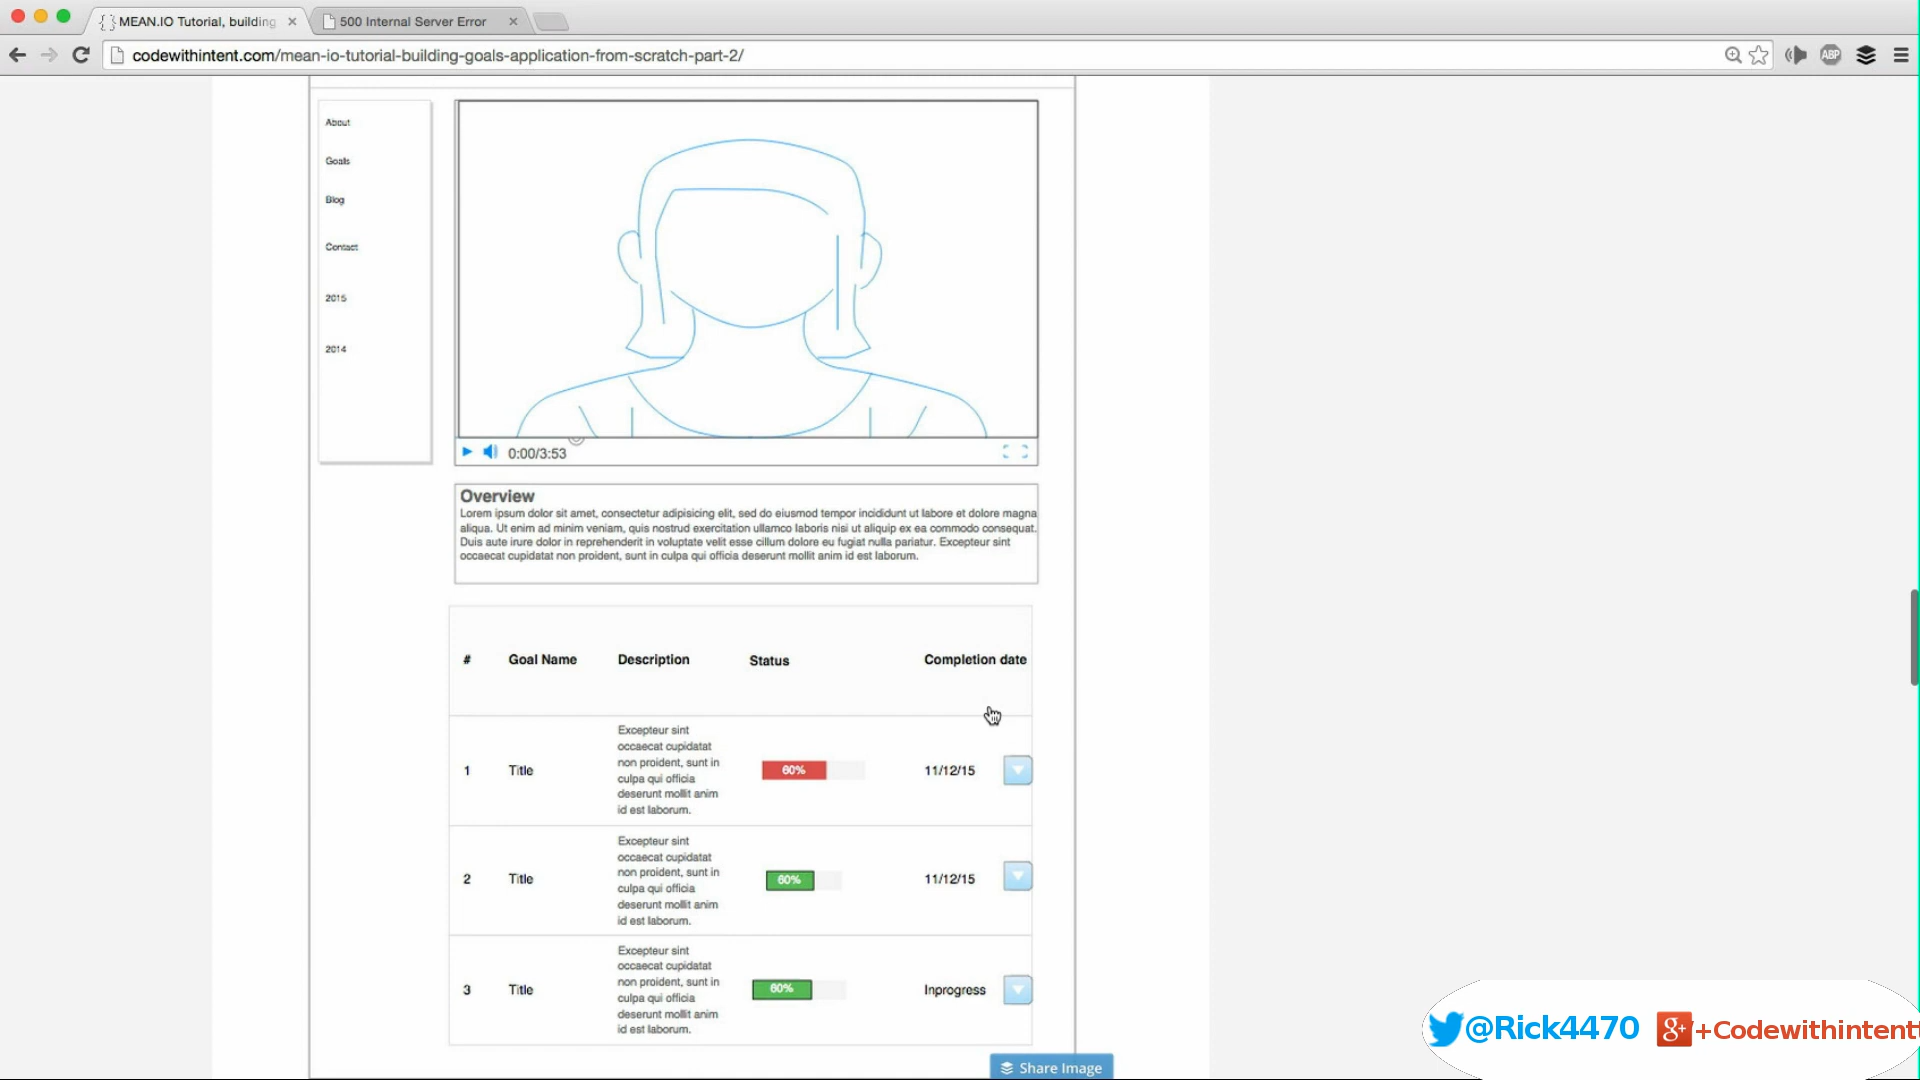 { } MEAN.IO Tutorial, building
500 Internal Server Error
codewithintent.com/mean-io-tutorial-building-goals-application-from-scratch-part-2/
ABP
About
Goals
Blog
Contact
2015
2014
0:00/3:53
Overview
Lorem ipsum dolor sit amet, consectetur adipisicing elit, sed do eiusmod tempor incididunt ut labore et dolore magna
aliqua. Ut enim ad minim veniam, quis nostrud exercitation ullamco laboris nisi ut aliquip ex ea commodo consequat.
Duis aute irure dolor in reprehenderit in voluptate velit esse cillum dolore eu fugiat nulla pariatur. Excepteur sint
occaecat cupidatat non proident, sunt in culpa qui officia deserunt mollit anim id est laborum.
# Goal Name Description Status Completion date
Excepteur sint
occaecat cupidatat
non proident, sunt in
culpa qui officia
deserunt mollit anim
id est laborum.
1 Title 60% 11/12/15
Excepteur sint
occaecat cupidatat
non proident, sunt in
culpa qui officia
deserunt mollit anim
id est laborum.
2 Title 60% 11/12/15
Excepteur sint
occaecat cupidatat
non proident, sunt in
culpa qui officia
deserunt mollit anim
id est laborum.
3 Title 60% Inprogress
Share Image
@Rick4470 g+ +Codewithintent